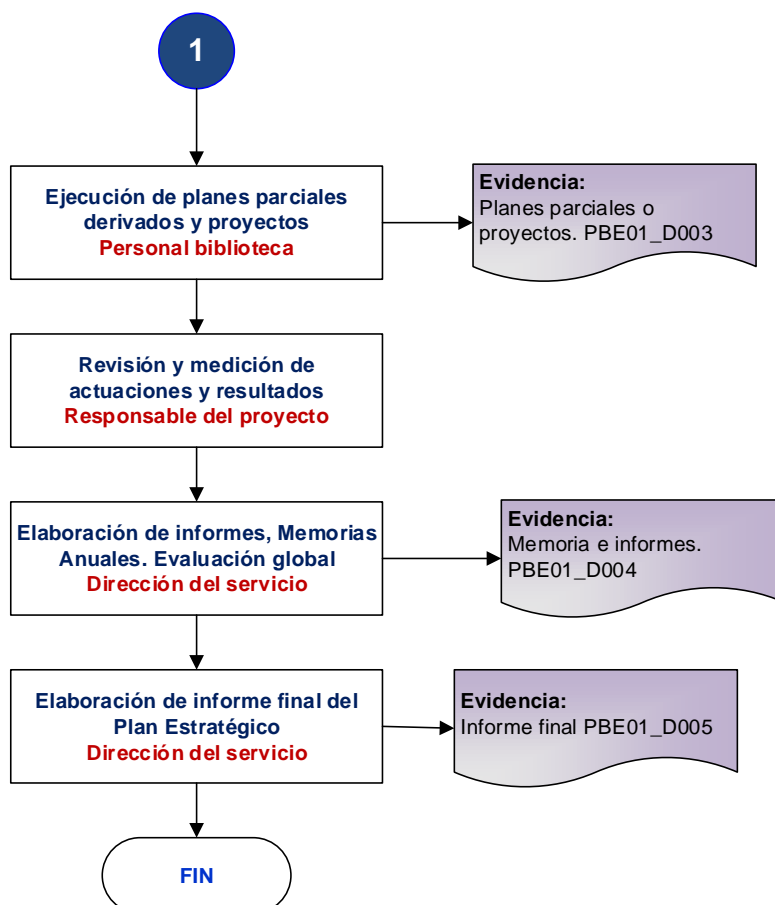 1
Ejecución de planes parciales
derivados y proyectos
Personal biblioteca
Evidencia:
Planes parciales o
proyectos. PBE01_D003
Revisión y medición de
actuaciones y resultados
Responsable del proyecto
Elaboración de informes, Memorias
Anuales. Evaluación global
Dirección del servicio
Evidencia:
Memoria e informes.
PBE01_D004
Elaboración de informe final del
Plan Estratégico
Dirección del servicio
Evidencia:
Informe final PBE01_D005
FIN